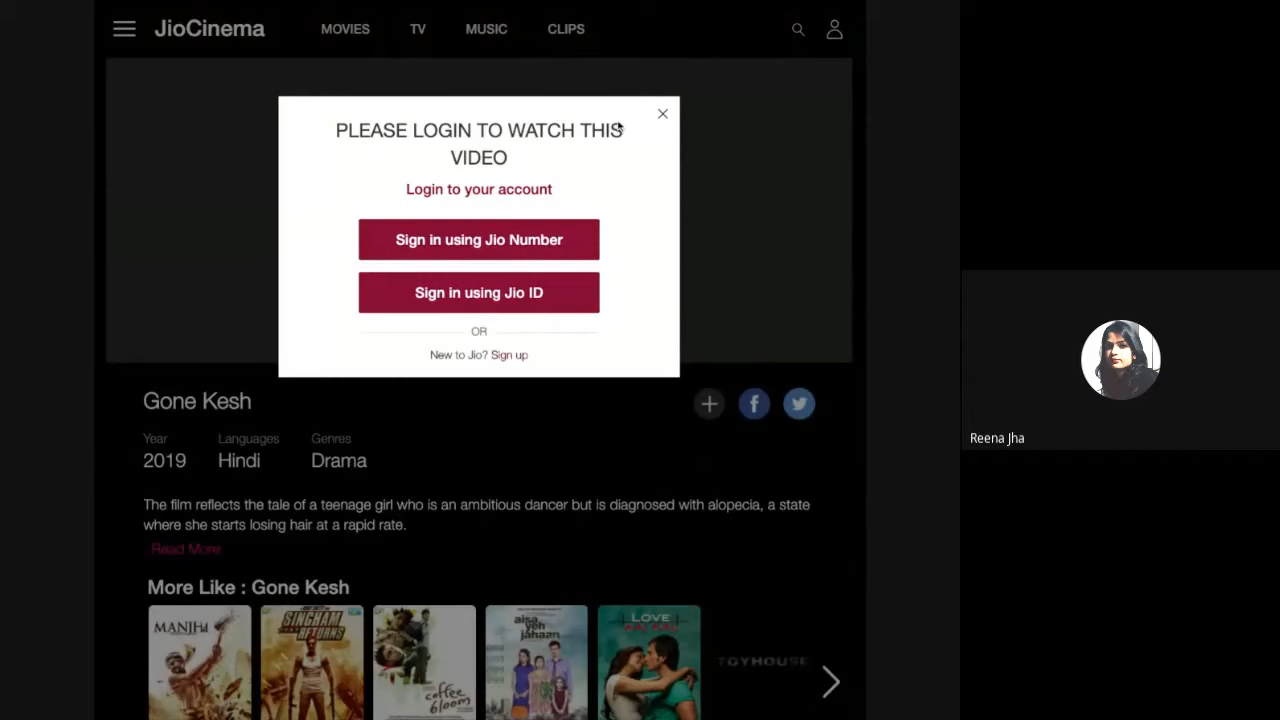 JioCinema
MOVIES
TV
MUSIC
CLIPS
PLEASE LOGIN TO WATCH THIS
VIDEO
Login to your account
Sign in using Jio Number
Sign in using Jio ID
OR
New to Jio? Sign up
Gone Kesh
Year
Languages
Genres
2019
Hindi
Drama
The film reflects the tale of a teenage girl who is an ambitious dancer but is diagnosed with alopecia, a state
where she starts losing hair at a rapid rate.
Read More
More Like : Gone Kesh
MANJHI
SINGHAM
RETURNS
coffee
bloom
aisa
yeh
jahaan
LOVE
AAJ KAL
TOYHOUSE
Reena Jha